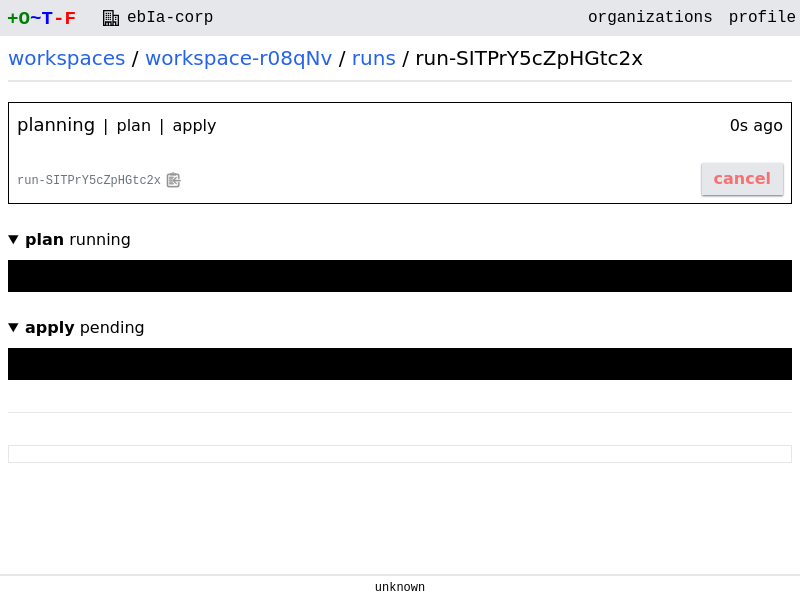 +O~T-F ebIa-corp organizations profile
workspaces / workspace-r08qNv / runs / run-SITPrY5cZpHGtc2x
planning | plan | apply 0s ago
run-SITPrY5cZpHGtc2x cancel
▼ plan running
▼ apply pending
unknown